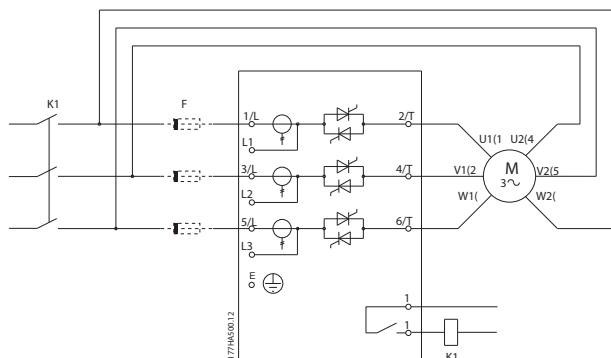 K1
F
1/L
2/T
L1
3/L
4/T
L2
5/L
6/T
L3
E
U1(1
U2(4
V1(2
M
3
V2(5
W1(
W2(
1
1
K1
177HA500.12